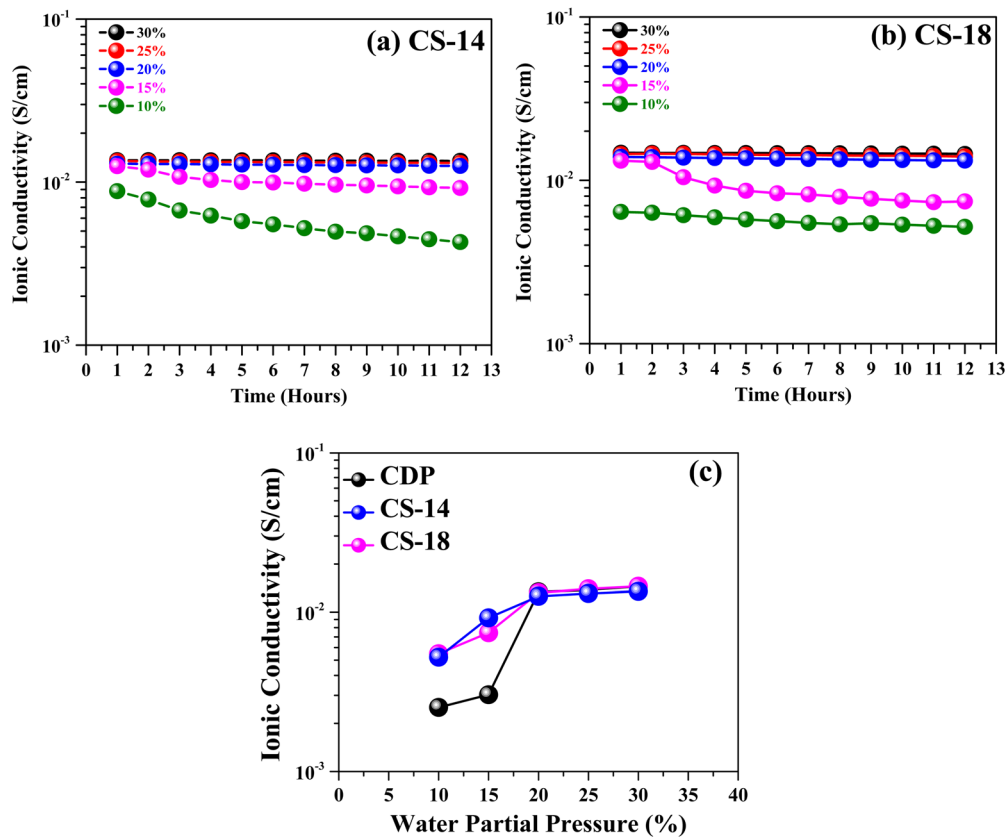 (a) CS-14
30%
25%
20%
15%
10%
10⁻¹
10⁻²
10⁻³
Ionic Conductivity (S/cm)
0 1 2 3 4 5 6 7 8 9 10 11 12 13
Time (Hours)
(b) CS-18
30%
25%
20%
15%
10%
10⁻¹
10⁻²
10⁻³
Ionic Conductivity (S/cm)
0 1 2 3 4 5 6 7 8 9 10 11 12 13
Time (Hours)
(c)
CDP
CS-14
CS-18
10⁻¹
10⁻²
10⁻³
Ionic Conductivity (S/cm)
0 5 10 15 20 25 30 35 40
Water Partial Pressure (%)